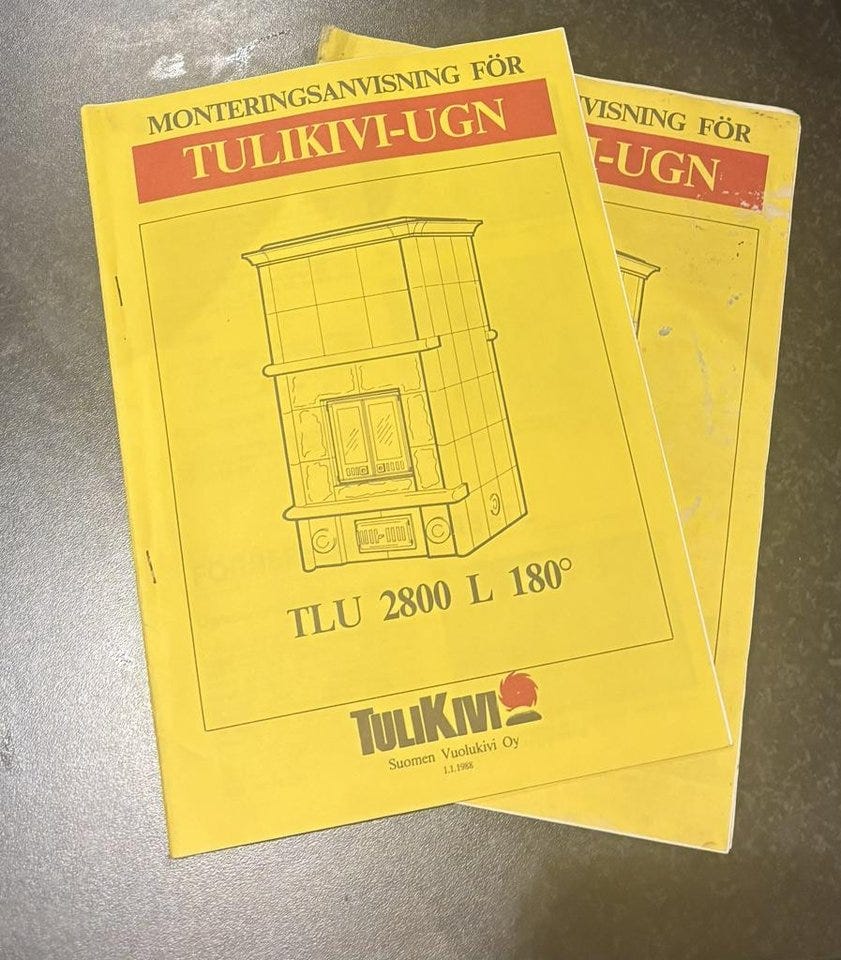 MONTERINGSANVISNING FÖR
TULIKIVI-UGN
TLU 2800 L 180°
TULIKIVI
Suomen Vuolukivi Oy
1.1.1988
VISNING FÖR
I-UGN